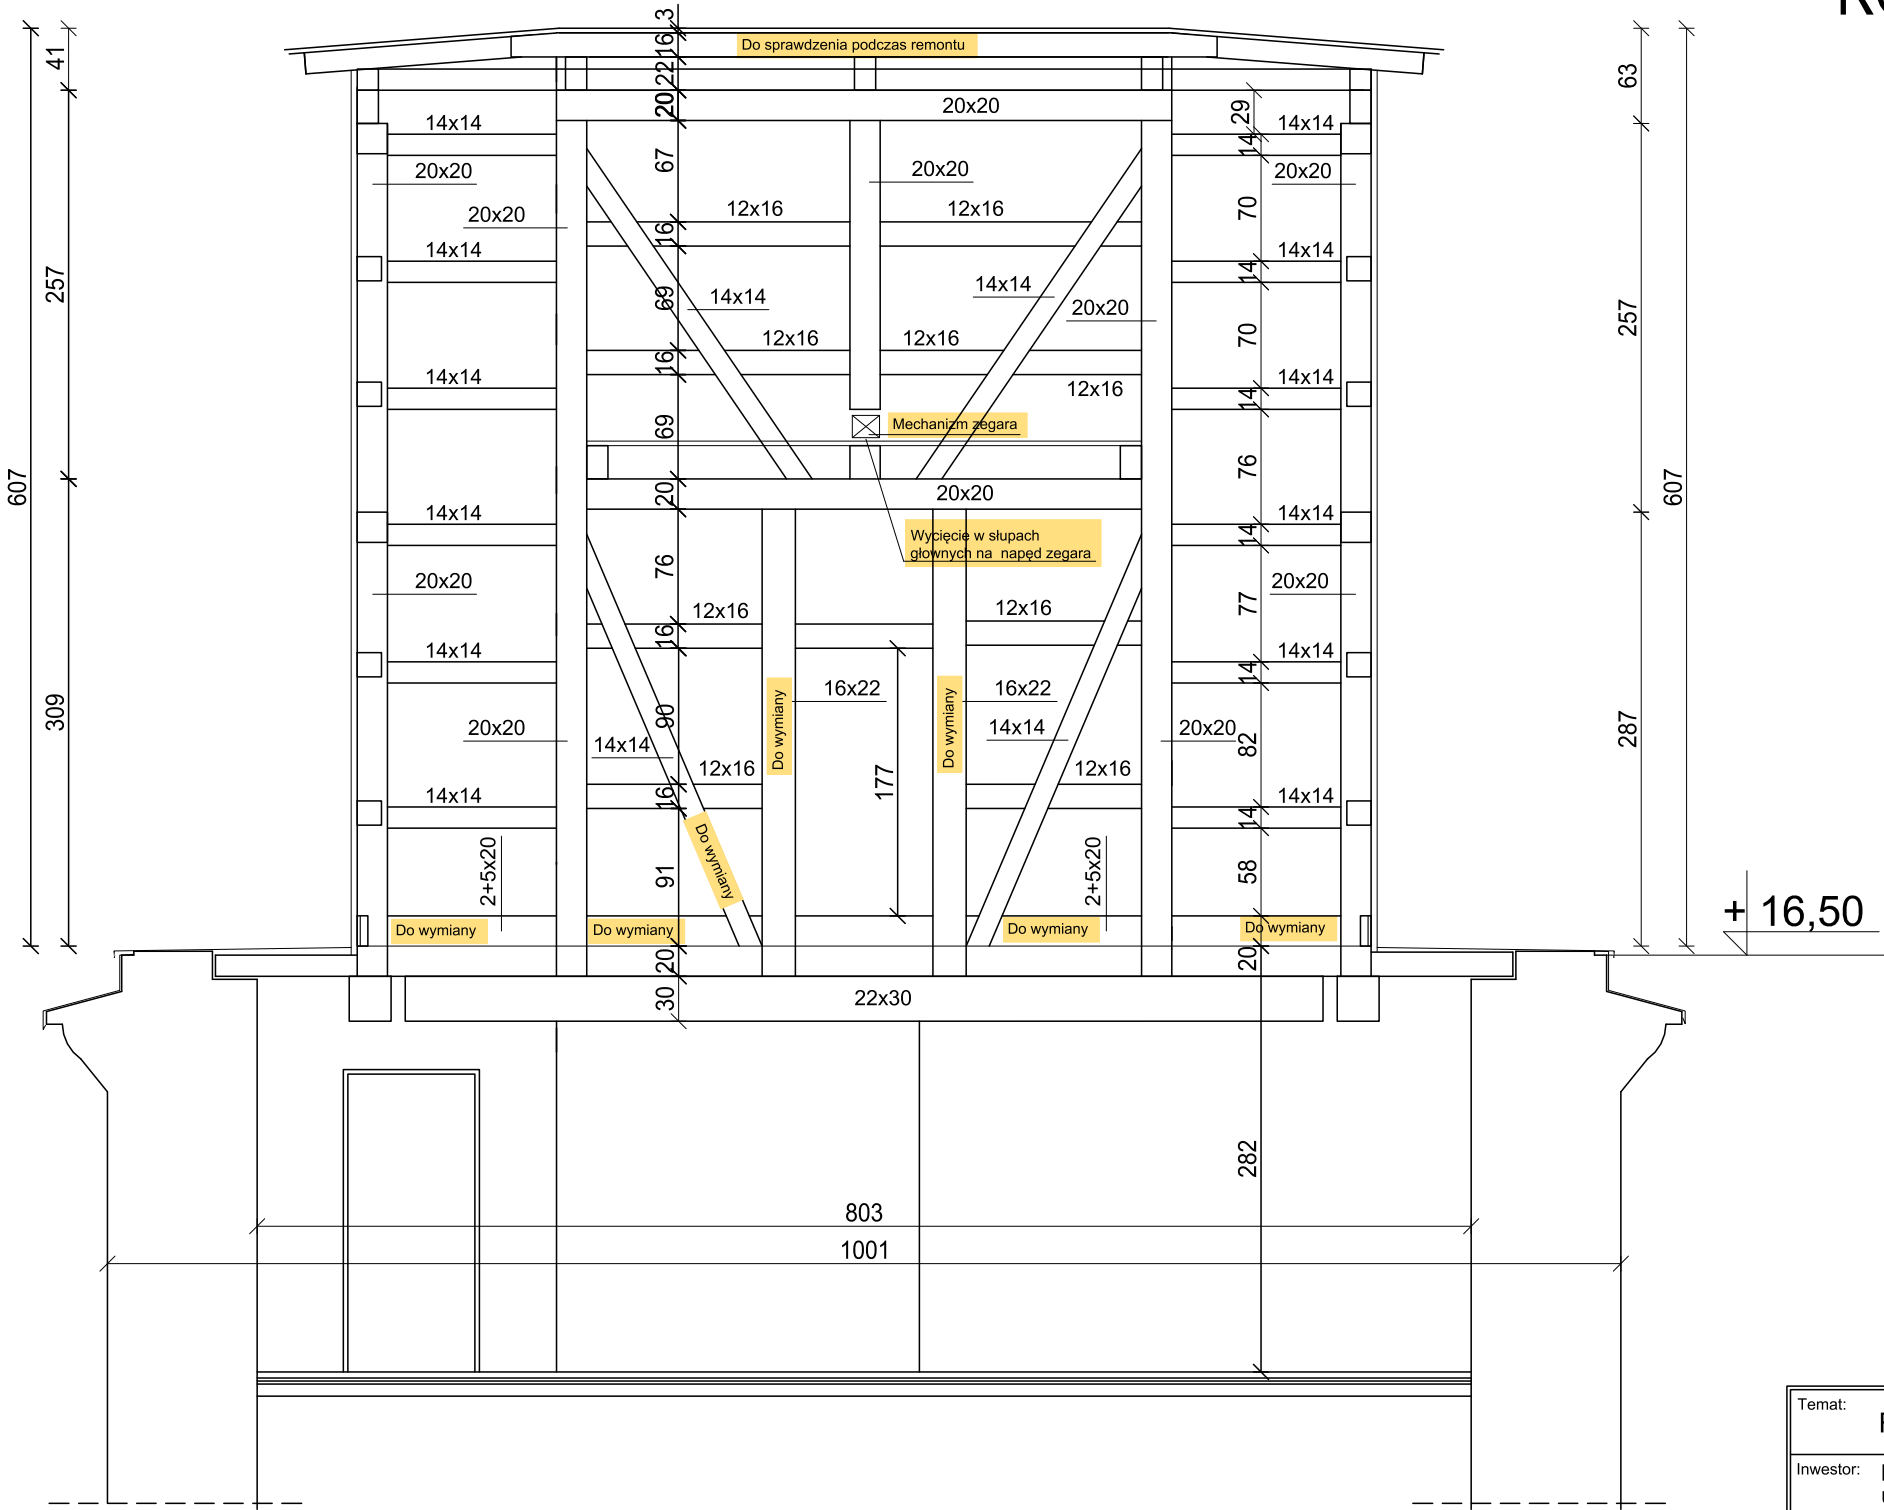 3
16
Do sprawdzenia podczas remontu
41
22
63
20
20x20
29
14x14
14x14
14
67
20x20
20x20
20x20
20x20
12x16
12x16
70
16
14x14
14x14
14
257
69
14x14
14x14
20x20
257
70
12x16
12x16
16
14x14
14x14
12x16
14
69
Mechanizm zegara
76
607
20
20x20
607
14x14
14x14
14
Wycięcie w słupach
głownych na napęd zegara
76
20x20
20x20
77
12x16
12x16
16
14x14
14x14
14
16x22
16x22
309
90
Do wymiany
Do wymiany
20x20
14x14
14x14
20x20
82
287
12x16
12x16
177
16
14x14
14x14
14
Do wymiany
2+5x20
91
2+5x20
58
+ 16,50
Do wymiany
Do wymiany
Do wymiany
Do wymiany
20
20
30
22x30
282
803
1001
Temat:
Inwestor: